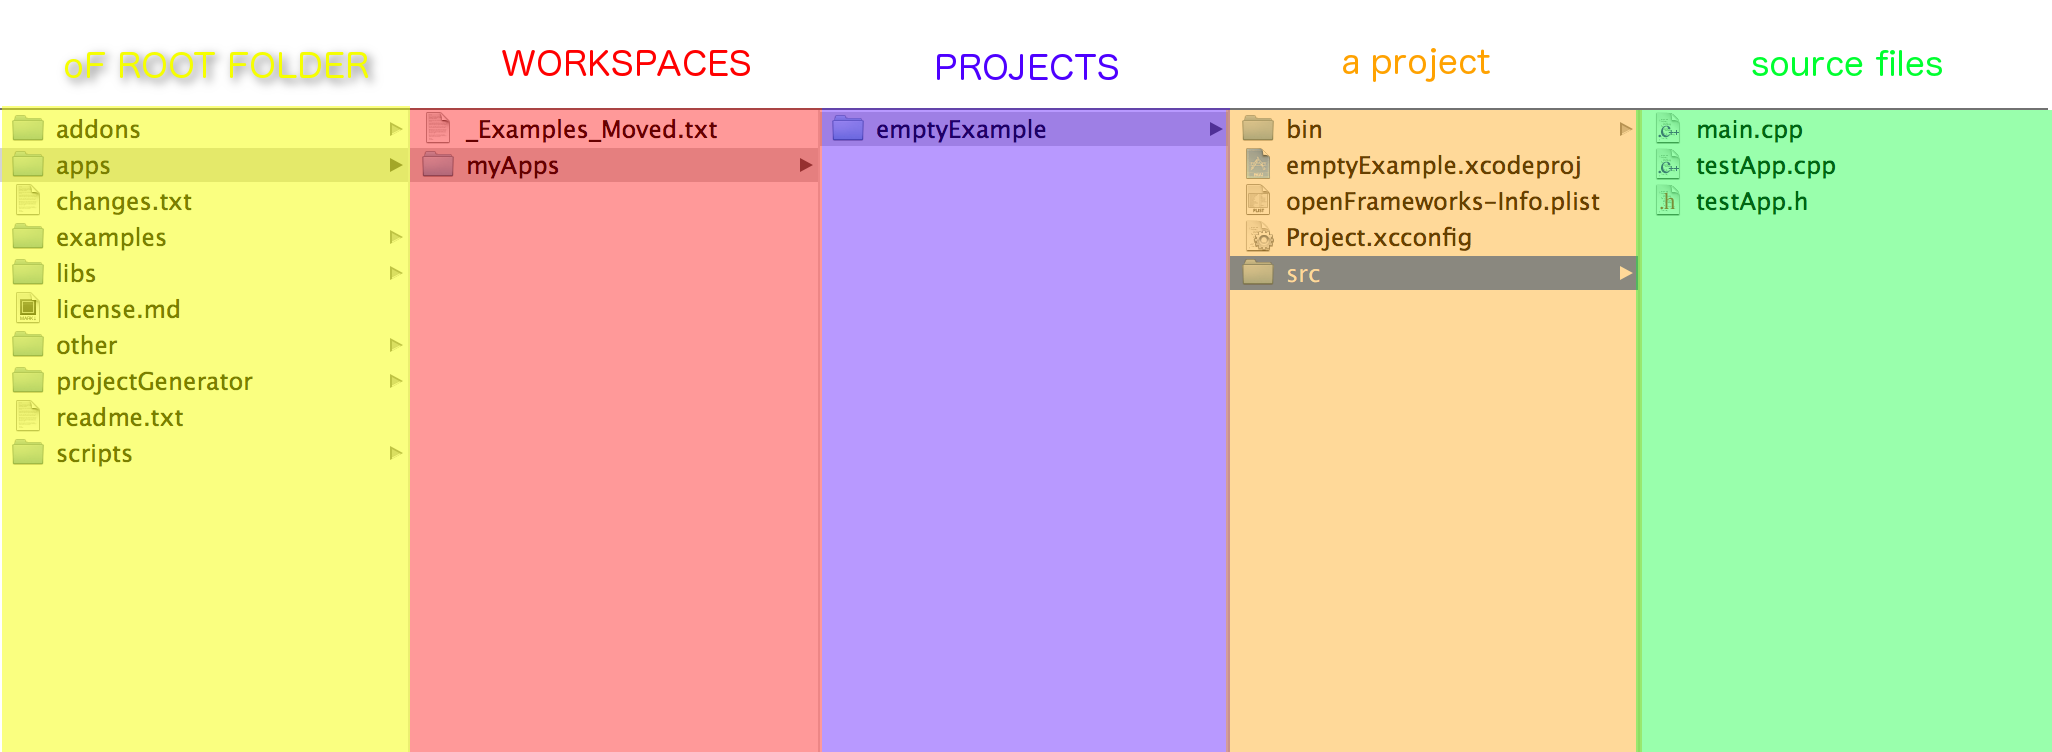 oF ROOT FOLDER
WORKSPACES
PROJECTS
a project
source files
addons
apps
changes.txt
examples
libs
license.md
other
projectGenerator
readme.txt
scripts
_Examples_Moved.txt
myApps
emptyExample
bin
emptyExample.xcodeproj
openFrameworks-Info.plist
Project.xcconfig
src
main.cpp
testApp.cpp
testApp.h